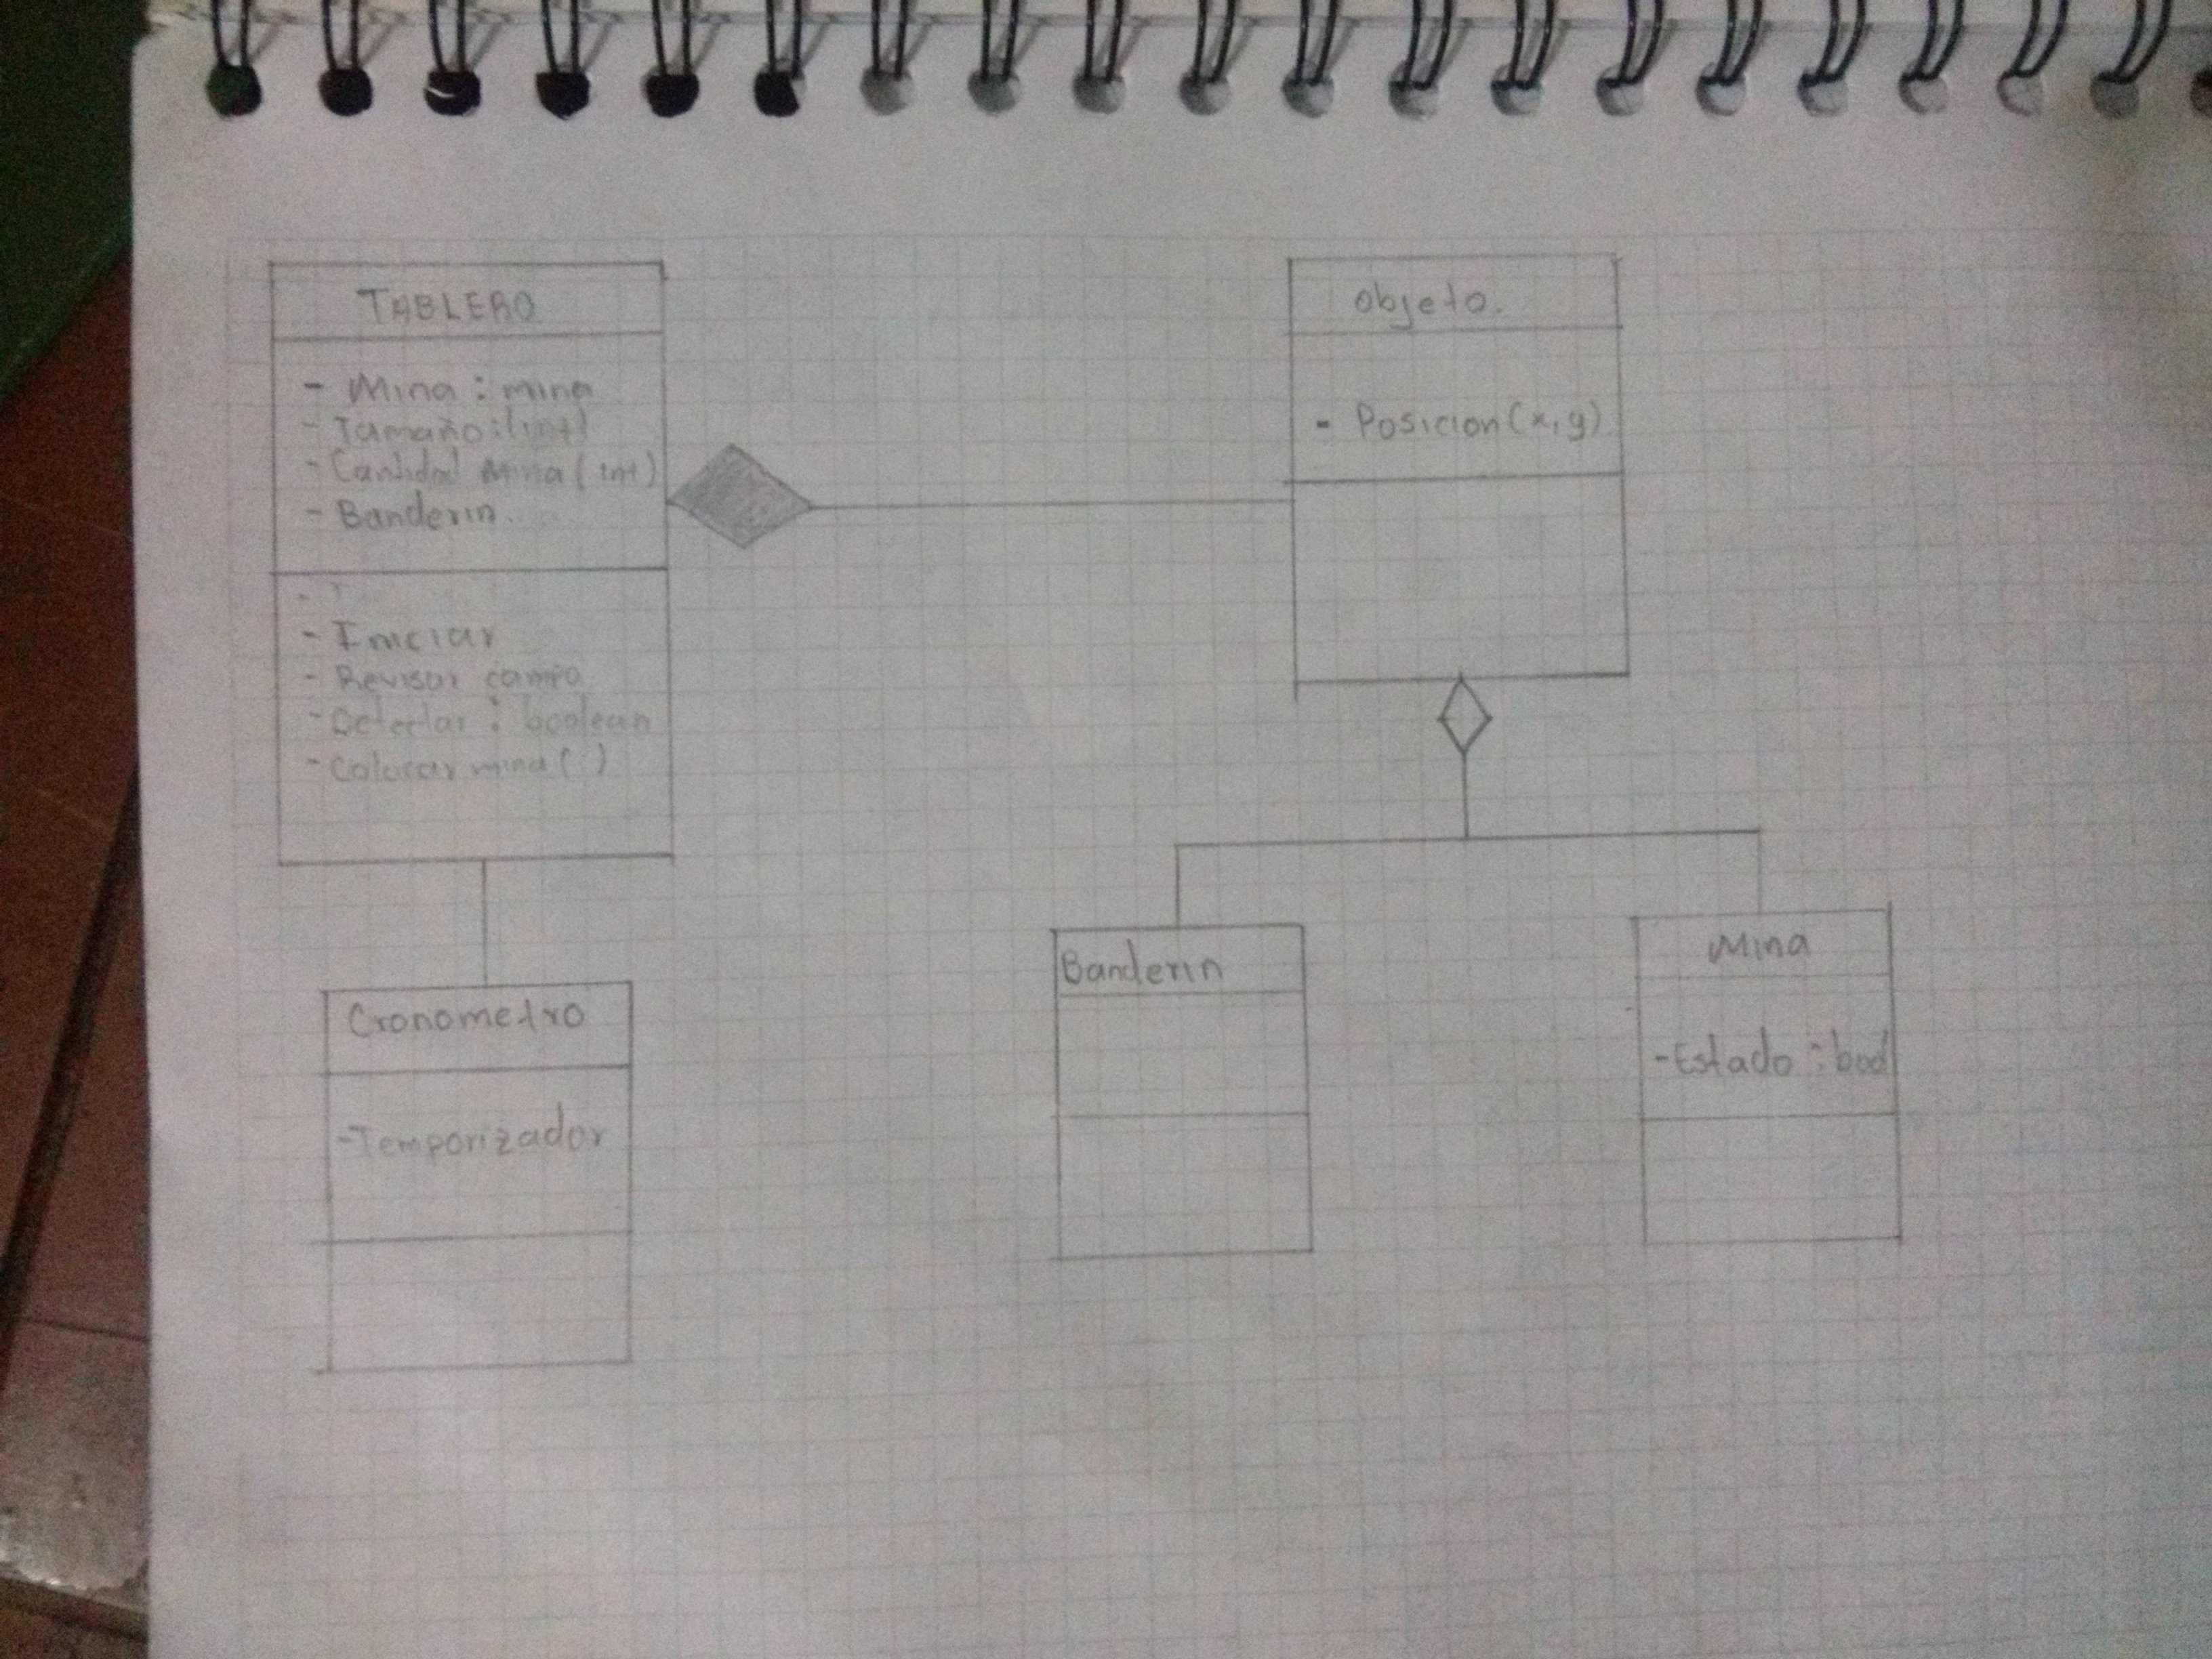 TABLERO
- Mina : mina
- Tamaño:(int)
- Cantidad Mina (int)
- Banderin.
- Iniciar
- Revisar campo
- Detectar : boolean
- Colocar mina ( )
Objeto.
- Posicion (x, y)
Cronometro
-Temporizador
Banderin
Mina
-Estado : bool